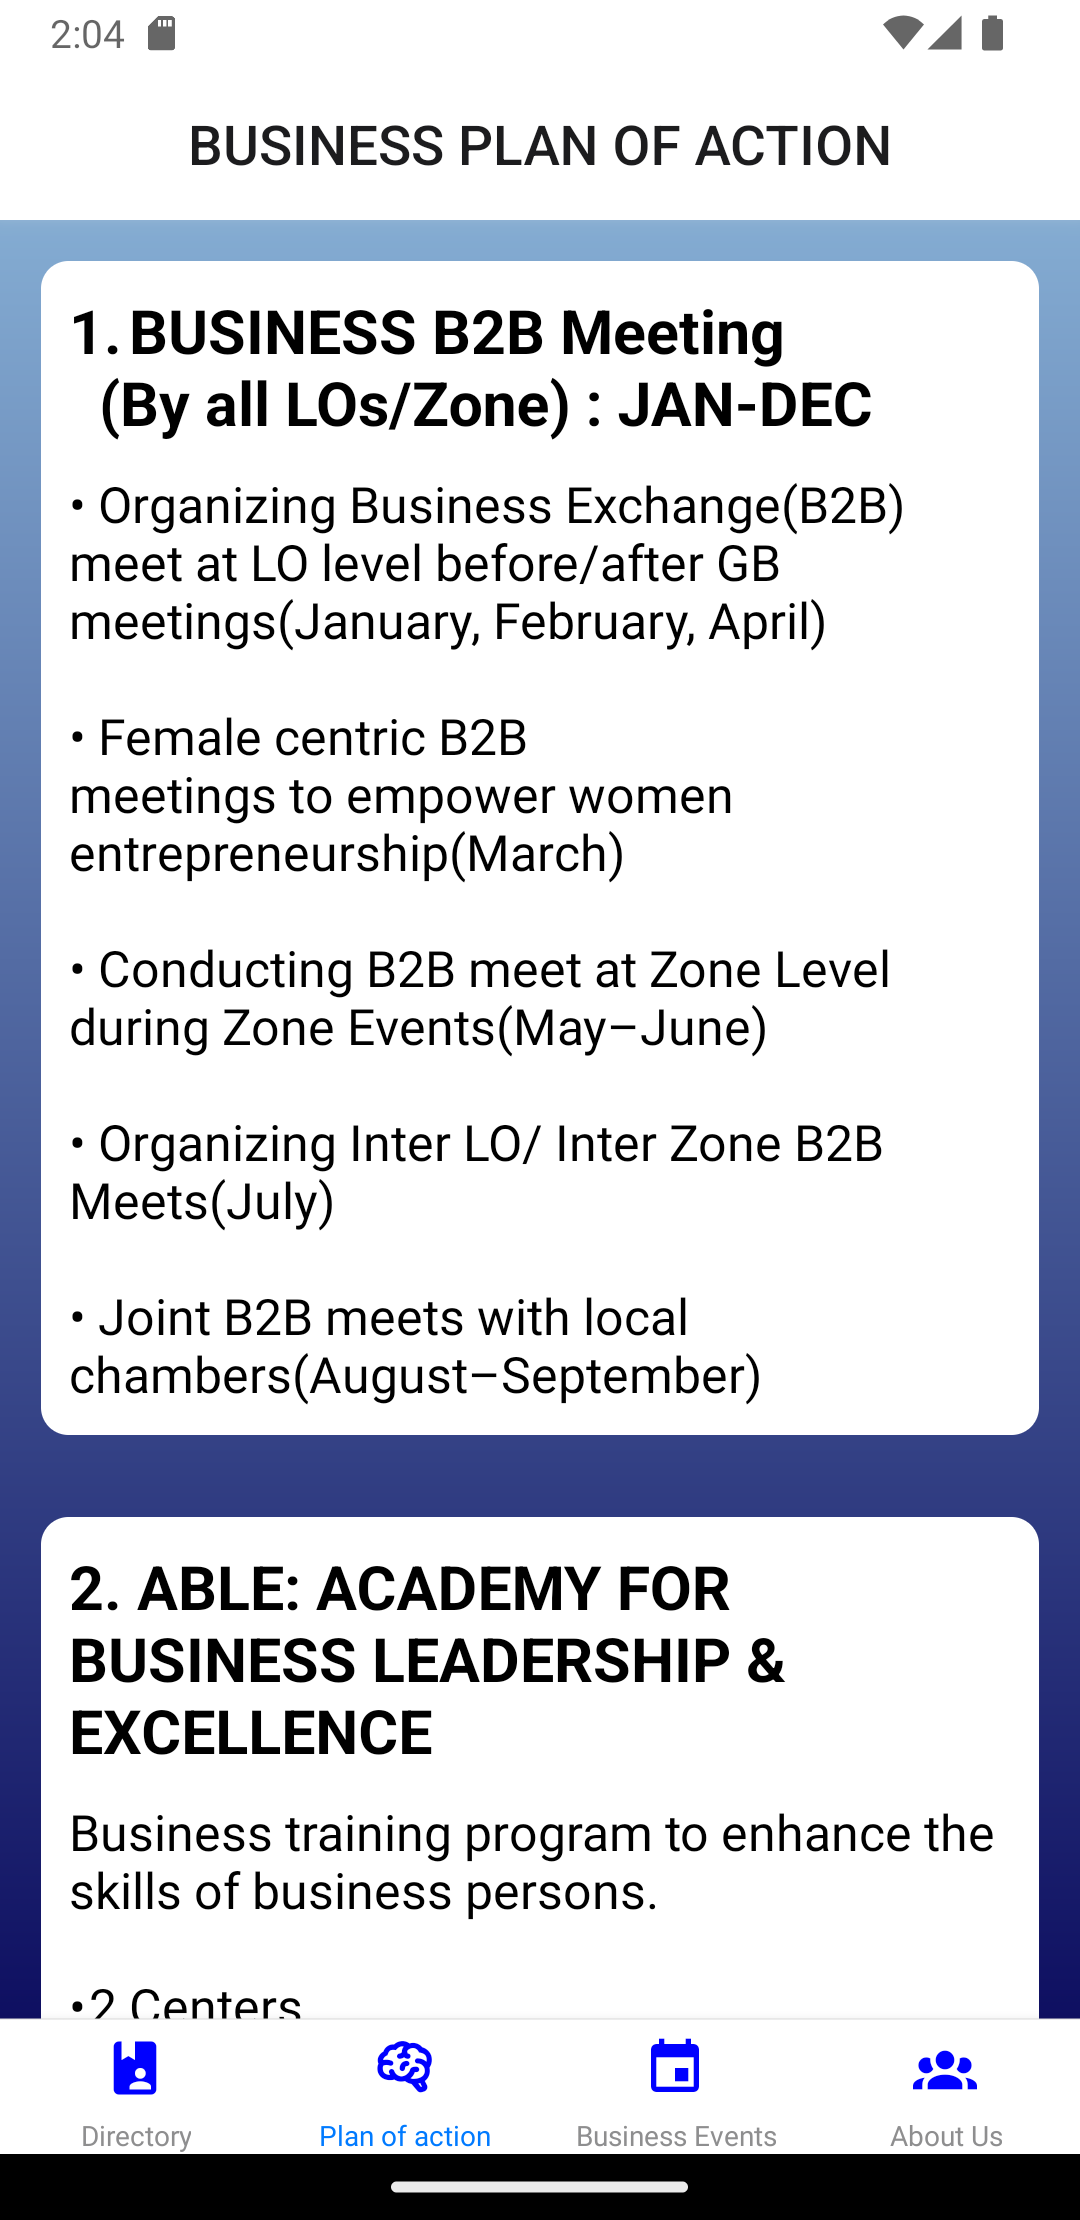 2:04
BUSINESS PLAN OF ACTION
1. BUSINESS B2B Meeting
(By all LOs/Zone) : JAN-DEC
• Organizing Business Exchange(B2B)
meet at LO level before/after GB
meetings(January, February, April)
• Female centric B2B
meetings to empower women
entrepreneurship(March)
• Conducting B2B meet at Zone Level
during Zone Events(May–June)
• Organizing Inter LO/ Inter Zone B2B
Meets(July)
• Joint B2B meets with local
chambers(August–September)
2. ABLE: ACADEMY FOR
BUSINESS LEADERSHIP &
EXCELLENCE
Business training program to enhance the
skills of business persons.
•2 Centers
Directory
Plan of action
Business Events
About Us